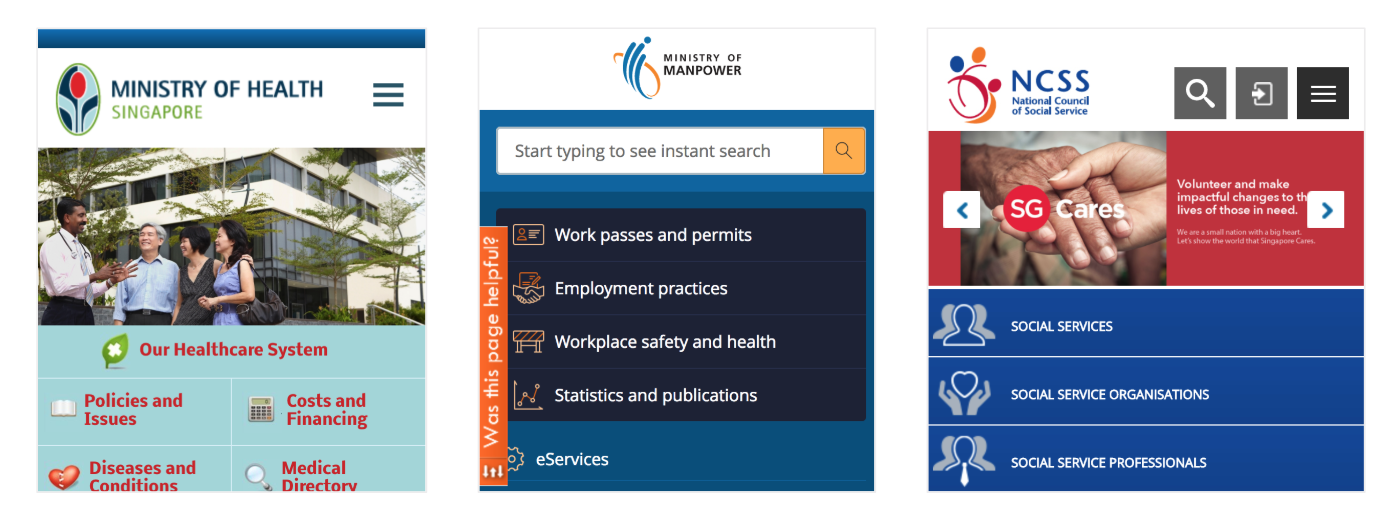 MINISTRY OF HEALTH
SINGAPORE
Our Healthcare System
Policies and
Issues
Costs and
Financing
Diseases and
Conditions
Medical
Directory
MINISTRY OF
MANPOWER
Start typing to see instant search
Work passes and permits
Employment practices
Workplace safety and health
Statistics and publications
eServices
Was this page helpful?
NCSS
National Council
of Social Service
SG Cares
Volunteer and make
impactful changes to th
lives of those in need.
We are a small nation with a big heart.
Let's show the world that Singapore Cares.
SOCIAL SERVICES
SOCIAL SERVICE ORGANISATIONS
SOCIAL SERVICE PROFESSIONALS